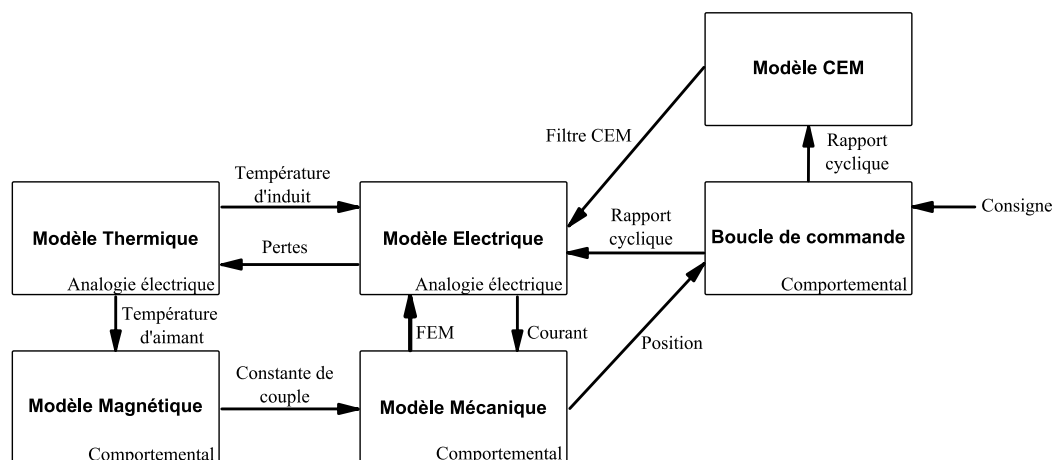 Modèle CEM
Filtre CEM
Rapport
cyclique
Température
d'induit
Consigne
Rapport
cyclique
Modèle Thermique
Modèle Electrique
Boucle de commande
Pertes
Analogie électrique
Analogie électrique
Comportemental
Température
d'aimant
FEM
Courant
Position
Constante de
couple
Modèle Magnétique
Modèle Mécanique
Comportemental
Comportemental